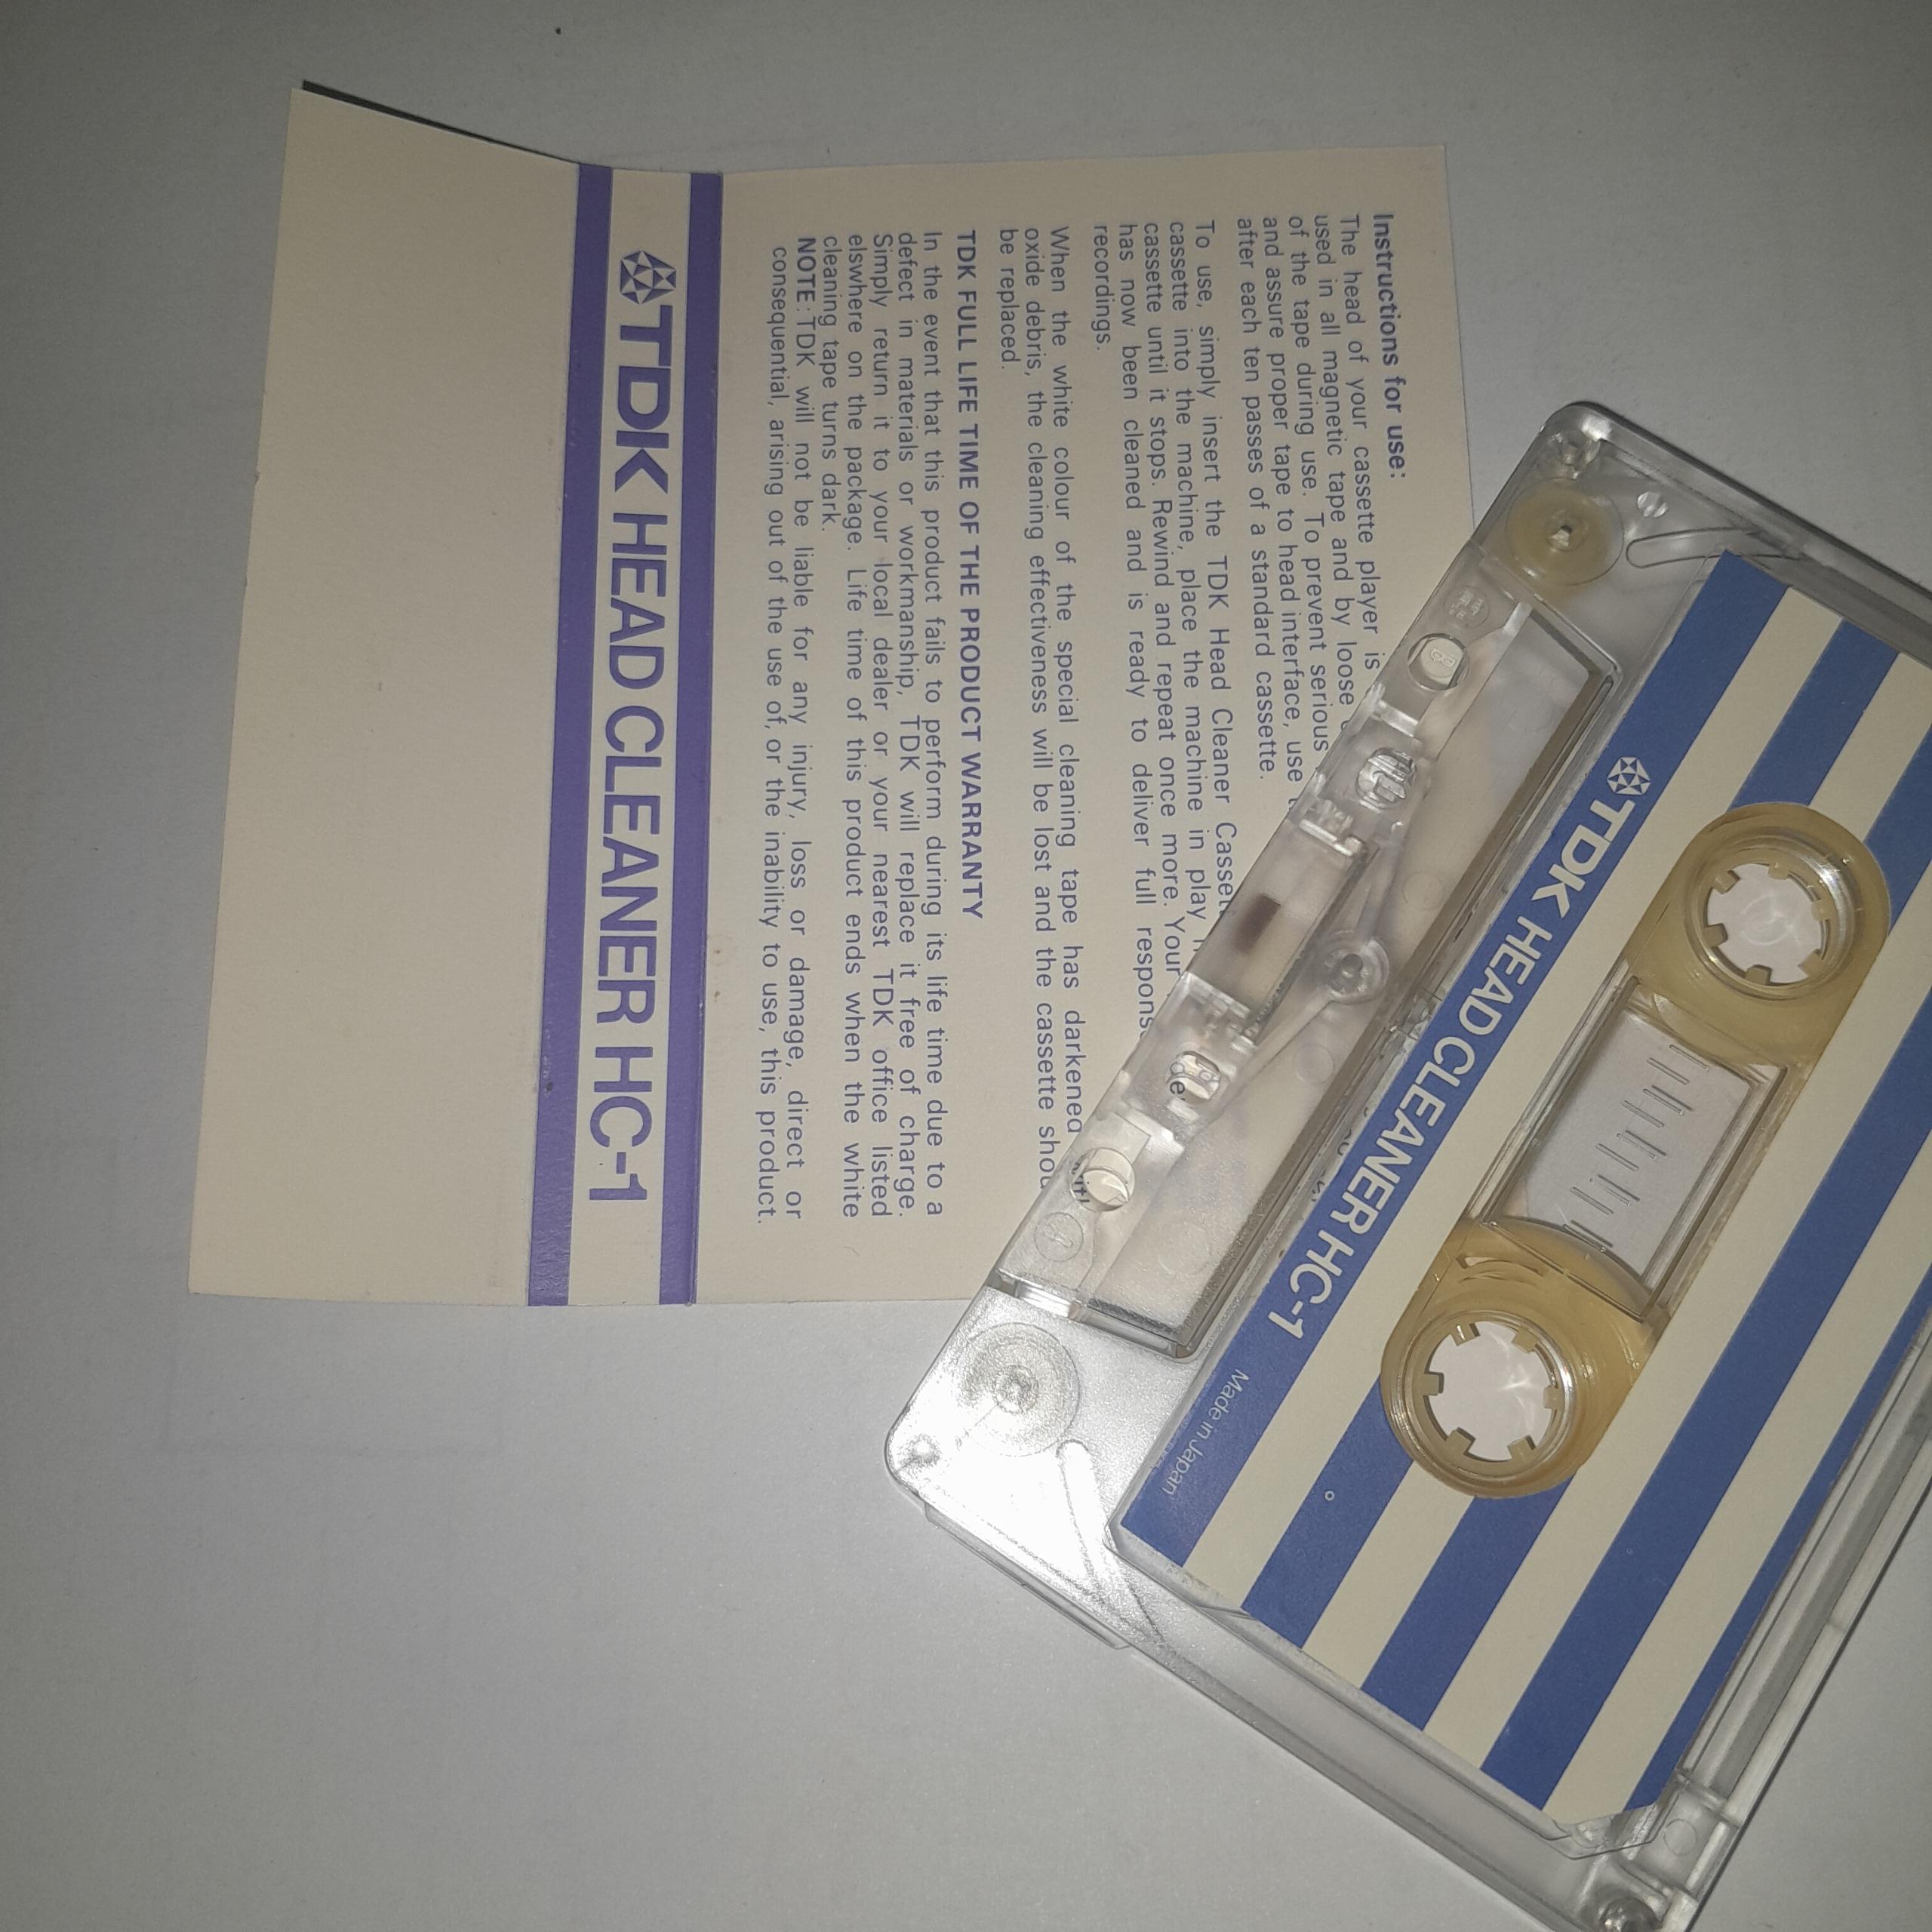 Instructions for use:
The head of your cassette player is
used in all magnetic tape and by loose
of the tape during use. To prevent serious
and assure proper tape to head interface, use
after each ten passes of a standard cassette.
To use, simply insert the TDK Head Cleaner
cassette into the machine, place the machine in play
cassette until it stops. Rewind and repeat once more. Your
has now been cleaned and is ready to deliver full
recordings.
When the white colour of the special cleaning tape has darkened
oxide debris, the cleaning effectiveness will be lost and the cassette
be replaced.
TDK FULL LIFE TIME OF THE PRODUCT WARRANTY
In the event that this product fails to perform during its life time due to a
defect in materials or workmanship, TDK will replace it free of charge.
Simply return it to your local dealer or your nearest TDK office listed
elswhere on the package. Life time of this product ends when the white
cleaning tape turns dark.
NOTE: TDK will not be liable for any injury, loss or damage, direct or
consequential, arising out of the use of, or the inability to use, this product.
TDK HEAD CLEANER HC-1
TDK HEAD CLEANER HC-1
Made in Japan